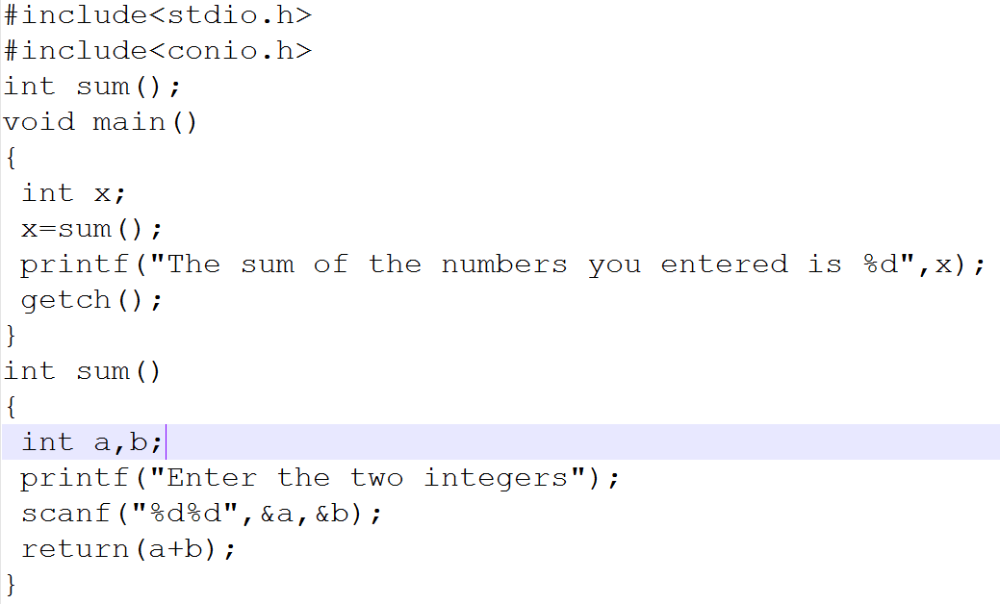 #include<stdio.h>
#include<conio.h>
int sum();
void main()
{
 int x;
 x=sum();
 printf("The sum of the numbers you entered is %d",x);
 getch();
}
int sum()
{
 int a,b;
 printf("Enter the two integers");
 scanf("%d%d",&a,&b);
 return(a+b);
}